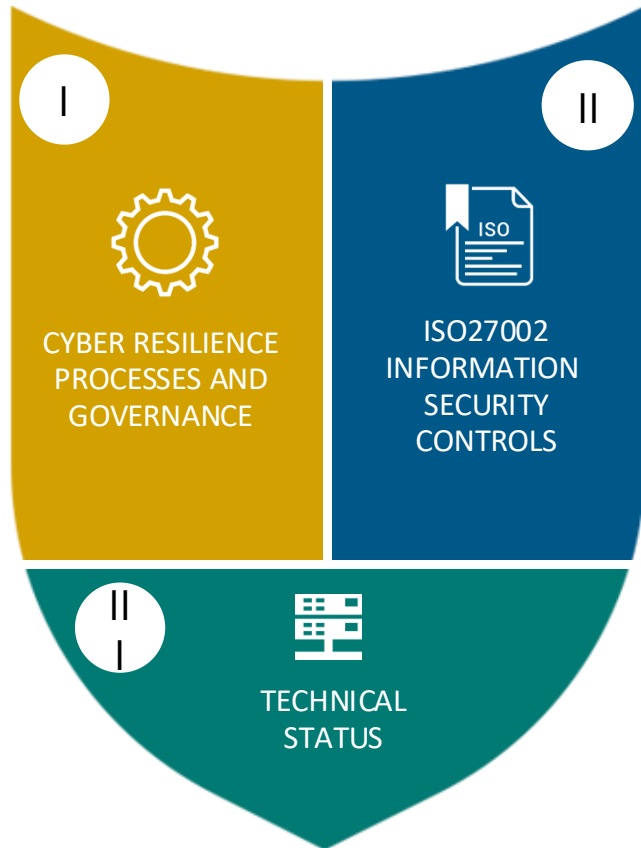 I
CYBER RESILIENCE
PROCESSES AND
GOVERNANCE
II
ISO
ISO27002
INFORMATION
SECURITY
CONTROLS
II
I
TECHNICAL
STATUS